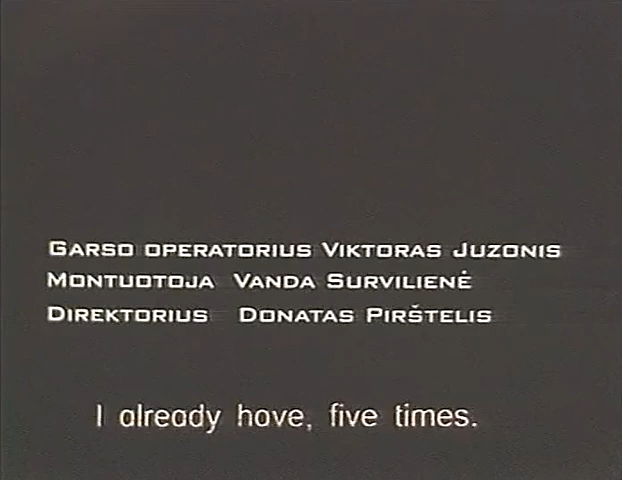 GARSO OPERATORIUS VIKTORAS JUZONIS
MONTUOTOJA VANDA SURVILIENĖ
DIREKTORIUS DONATAS PIRŠTELIS
I already have, five times.